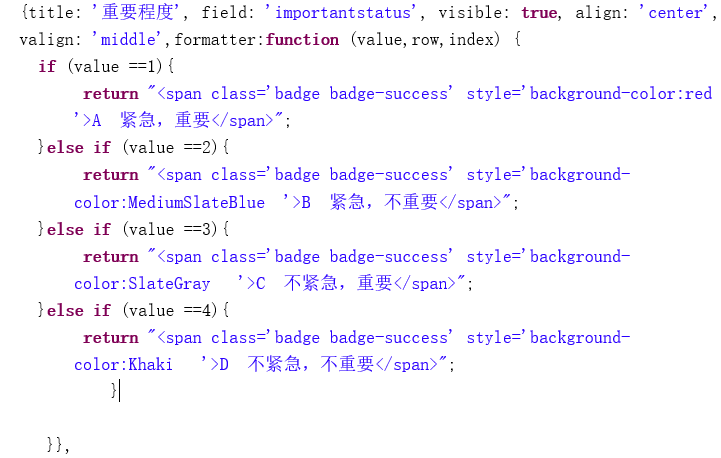 {title: '重要程度', field: 'importantstatus', visible: true, align: 'center',
valign: 'middle',formatter:function (value,row,index) {
if (value ==1){
return "<span class='badge badge-success' style='background-color:red
'>A 紧急，重要</span>";
}else if (value ==2){
return "<span class='badge badge-success' style='background-
color:MediumSlateBlue '>B 紧急，不重要</span>";
}else if (value ==3){
return "<span class='badge badge-success' style='background-
color:SlateGray '>C 不紧急，重要</span>";
}else if (value ==4){
return "<span class='badge badge-success' style='background-
color:Khaki '>D 不紧急，不重要</span>";
}
}},